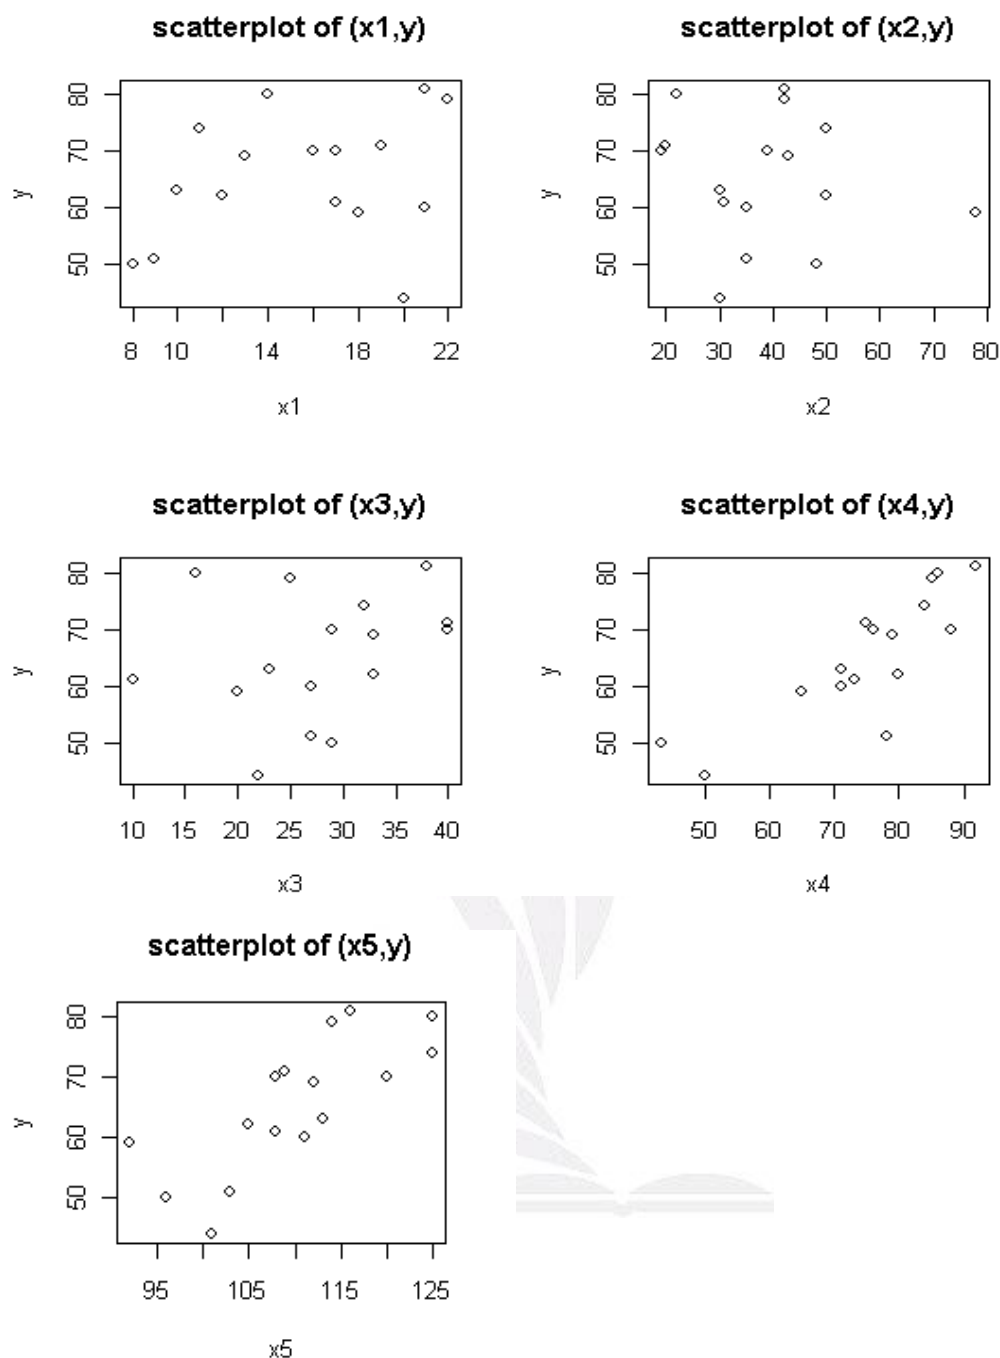 scatterplot of (x1,y)
80
70
60
50
y
8 10 14 18 22
x1
scatterplot of (x2,y)
80
70
60
50
y
20 30 40 50 60 70 80
x2
scatterplot of (x3,y)
80
70
60
50
y
10 15 20 25 30 35 40
x3
scatterplot of (x4,y)
80
70
60
50
y
50 60 70 80 90
x4
scatterplot of (x5,y)
80
70
60
50
y
95 105 115 125
x5